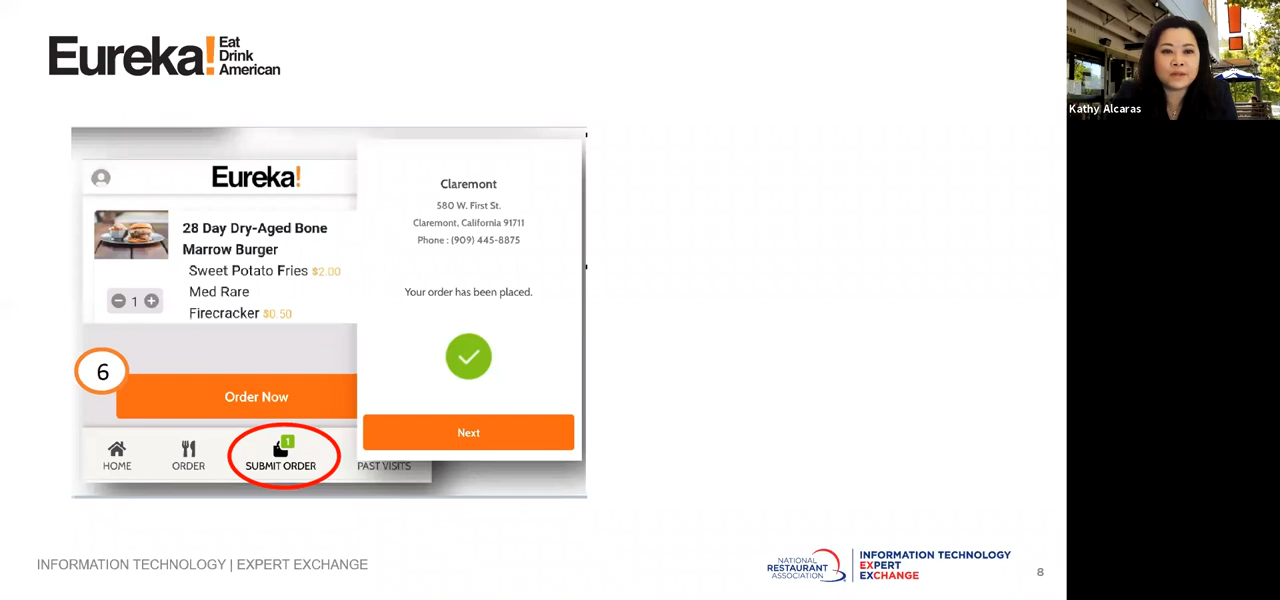 Eureka! Eat
Drink
American
Eureka!
28 Day Dry-Aged Bone
Marrow Burger
Sweet Potato Fries $2.00
Med Rare
Firecracker $0.50
1
6
Order Now
HOME
ORDER
1
SUBMIT ORDER
PAST VISITS
Claremont
580 W. First St.
Claremont, California 91711
Phone : (909) 445-8875
Your order has been placed.
Next
Kathy Alcaras
INFORMATION TECHNOLOGY | EXPERT EXCHANGE
NATIONAL
RESTAURANT
ASSOCIATION
INFORMATION TECHNOLOGY
EXPERT
EXCHANGE
8